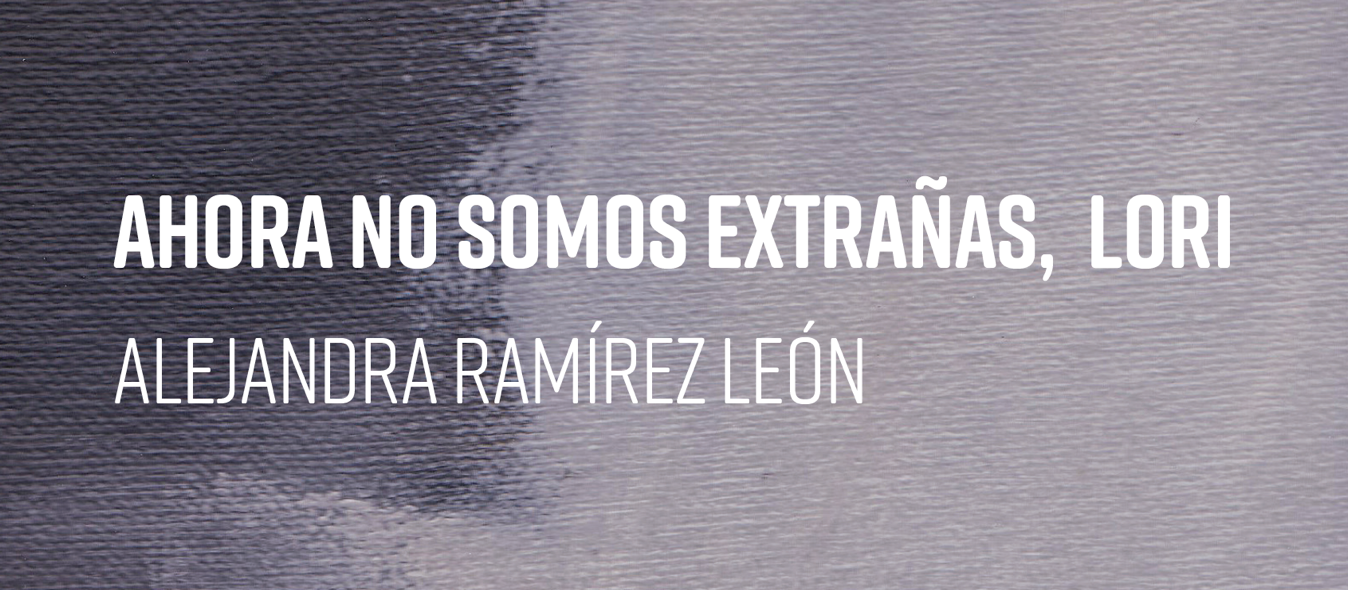 AHORA NO SOMOS EXTRAÑAS, LORI
ALEJANDRA RAMÍREZ LEÓN